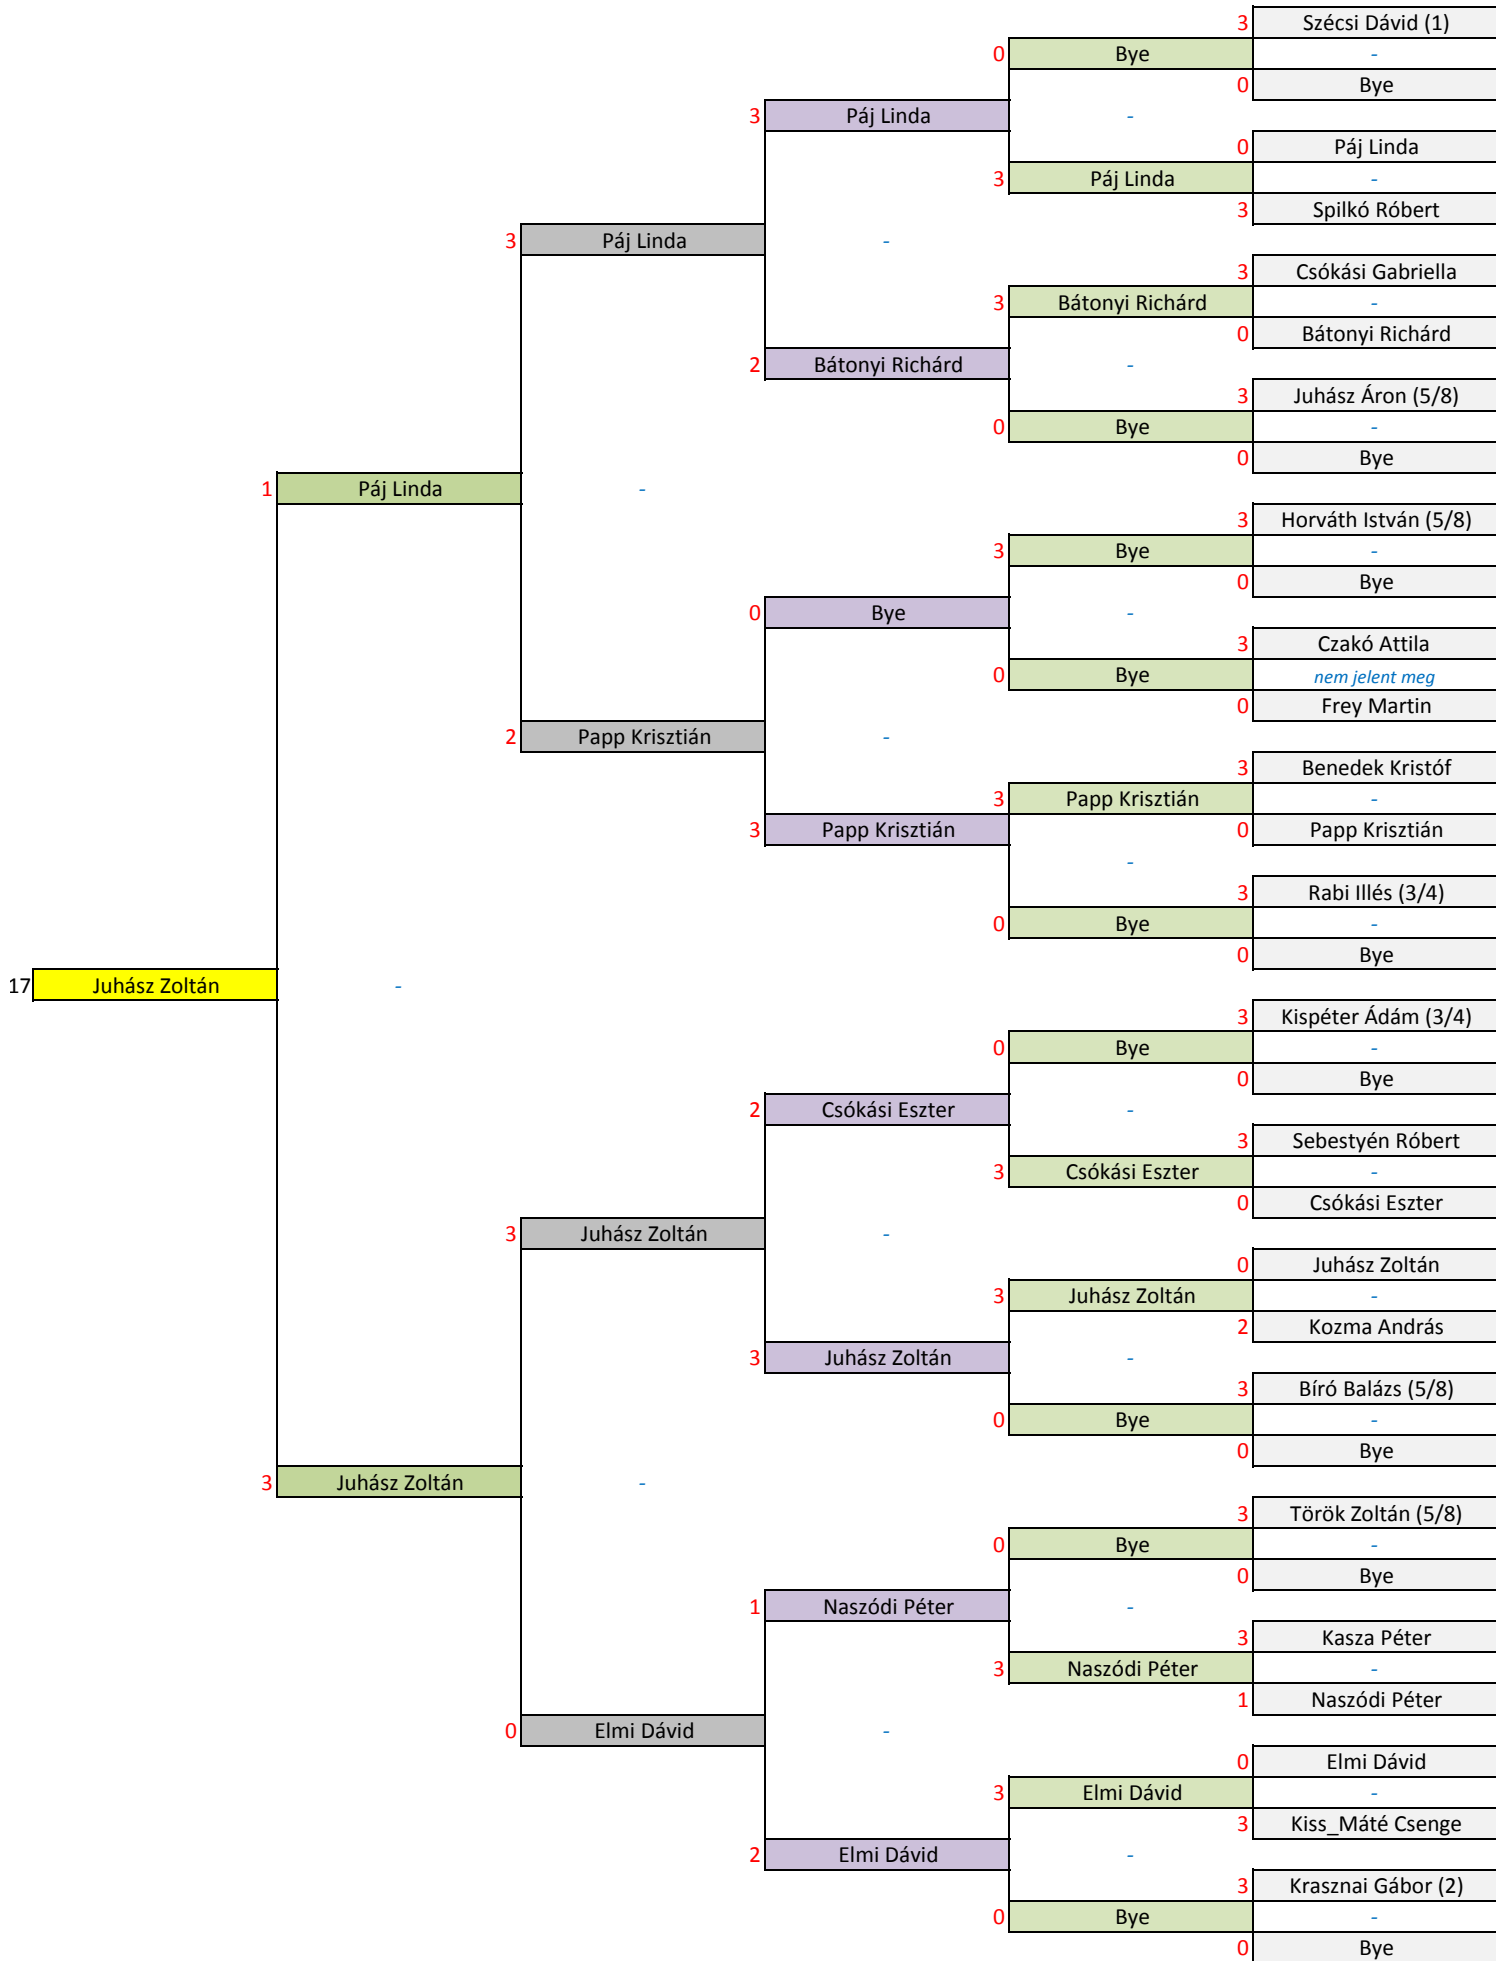 3 Szécsi Dávid (1)
0 Bye -
0 Bye
3 Páj Linda -
0 Páj Linda
3 Páj Linda -
3 Spilkó Róbert
3 Páj Linda -
3 Csókási Gabriella
3 Bátonyi Richárd -
0 Bátonyi Richárd
2 Bátonyi Richárd -
3 Juhász Áron (5/8)
0 Bye -
0 Bye
1 Páj Linda -
3 Horváth István (5/8)
3 Bye -
0 Bye
0 Bye -
3 Czakó Attila
0 Bye nem jelent meg
0 Frey Martin
2 Papp Krisztián -
3 Benedek Kristóf
3 Papp Krisztián -
3 Papp Krisztián 0 Papp Krisztián
-
3 Rabi Illés (3/4)
0 Bye -
0 Bye
17 Juhász Zoltán -
3 Kispéter Ádám (3/4)
0 Bye -
0 Bye
2 Csókási Eszter -
3 Sebestyén Róbert
3 Csókási Eszter -
0 Csókási Eszter
3 Juhász Zoltán -
0 Juhász Zoltán
3 Juhász Zoltán -
2 Kozma András
3 Juhász Zoltán -
3 Bíró Balázs (5/8)
0 Bye -
0 Bye
3 Juhász Zoltán -
3 Török Zoltán (5/8)
0 Bye -
0 Bye
1 Naszódi Péter -
3 Kasza Péter
3 Naszódi Péter -
1 Naszódi Péter
0 Elmi Dávid -
0 Elmi Dávid
3 Elmi Dávid -
3 Kiss_Máté Csenge
2 Elmi Dávid -
3 Krasznai Gábor (2)
0 Bye -
0 Bye